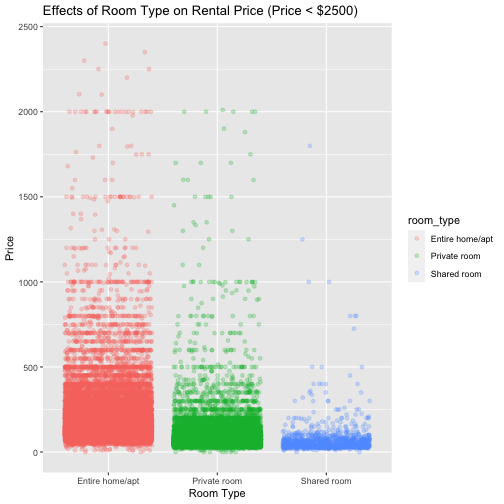 Effects of Room Type on Rental Price (Price < $2500)
2500
2000
1500
1000
500
0
Price
Entire home/apt
Private room
Shared room
Room Type
room_type
Entire home/apt
Private room
Shared room